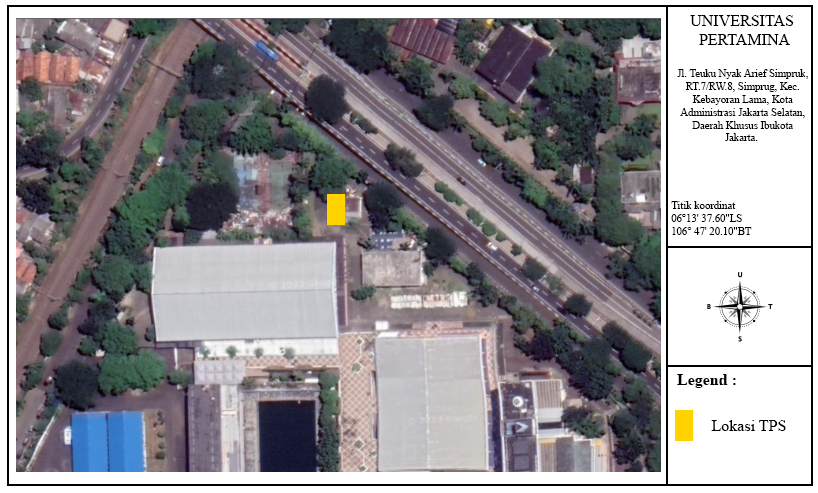 UNIVERSITAS
PERTAMINA
Jl. Teuku Nyak Arief Simpruk,
RT.7/RW.8, Simprug, Kec.
Kebayoran Lama, Kota
Administrasi Jakarta Selatan,
Daerah Khusus Ibukota
Jakarta.
Titik koordinat
06°13' 37.60"LS
106° 47' 20.10"BT
U
B T
S
Legend :
Lokasi TPS